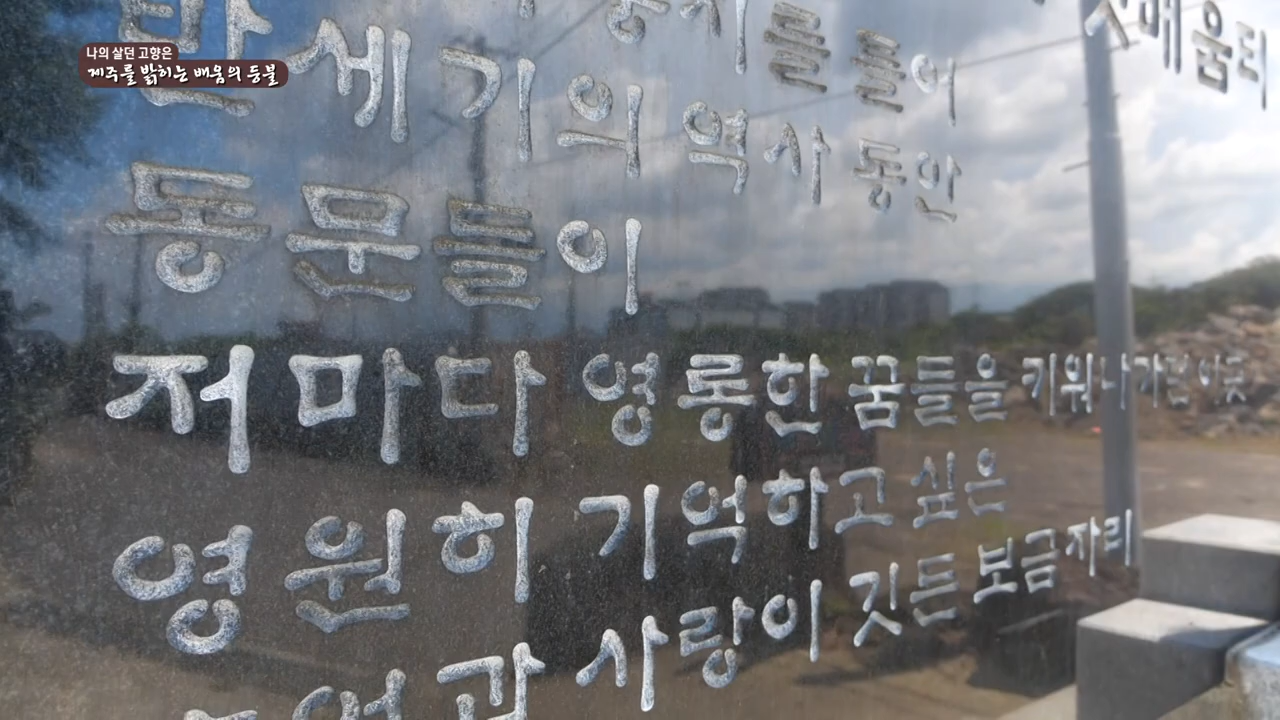 나의 살던 고향은
제주를 밝히는 배움의 등불
배움터
들어
반세기의 역사 동안
동문들이
저마다 영롱한 꿈들을 키워나가던 이곳
영원히 기억하고 싶은
사랑이 깃든 보금자리